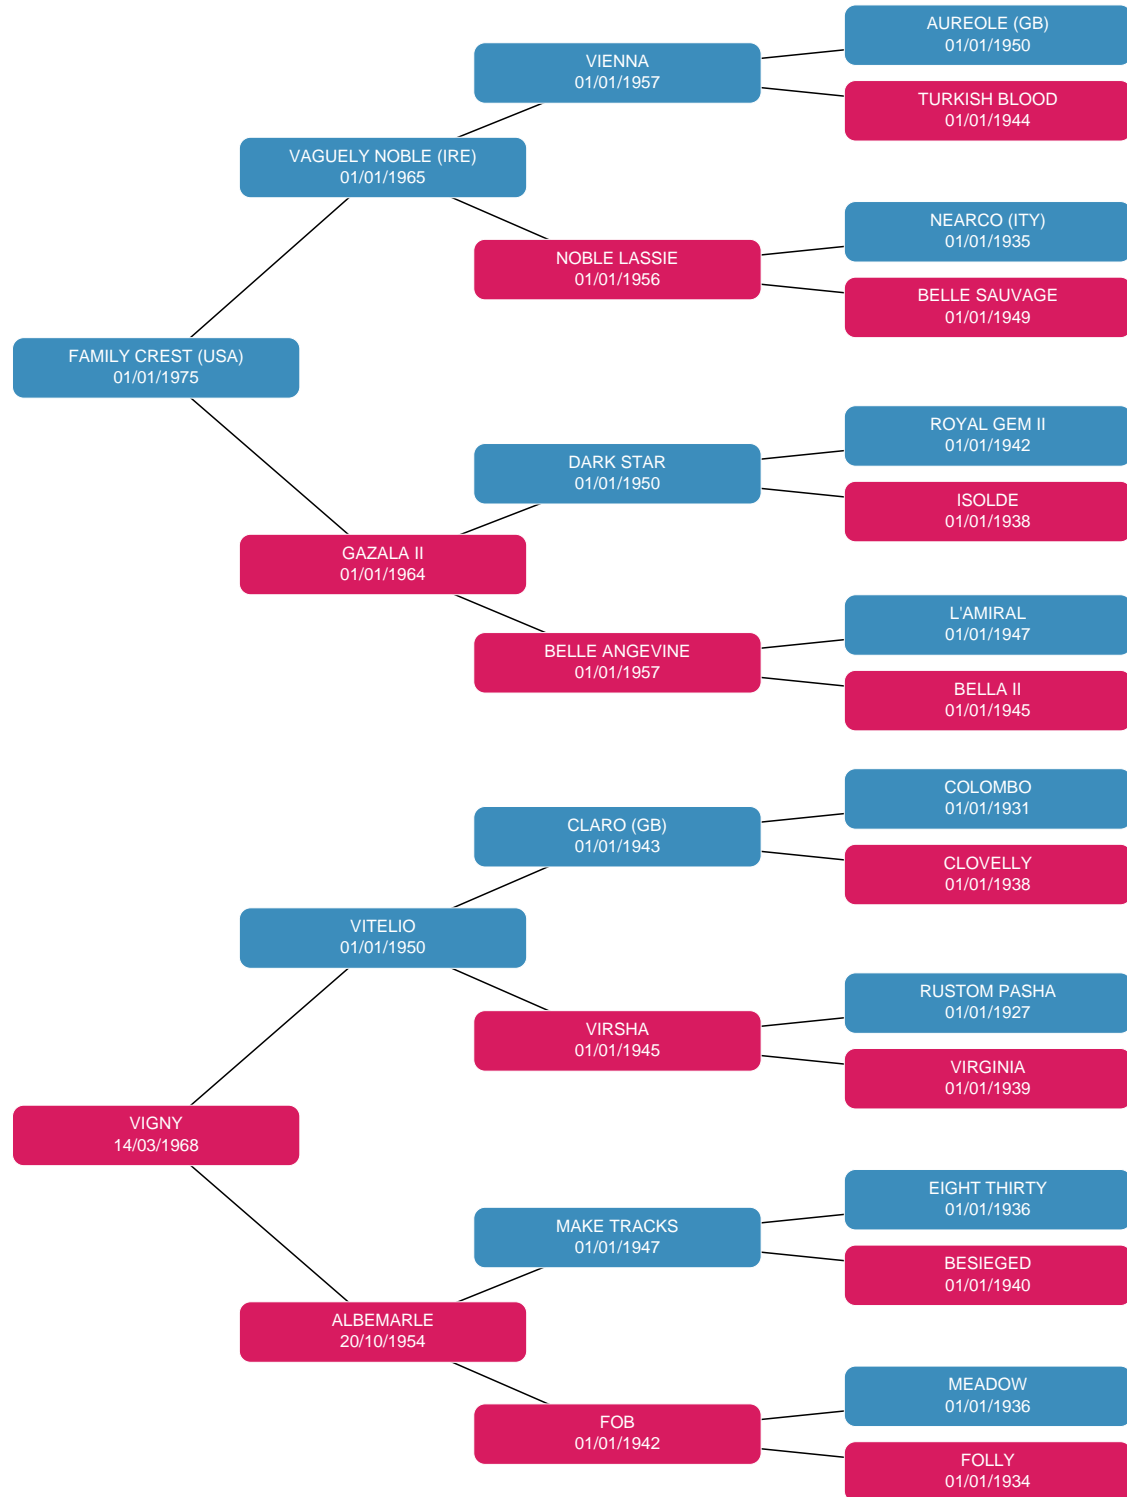 AUREOLE (GB)
01/01/1950
VIENNA
01/01/1957
TURKISH BLOOD
01/01/1944
VAGUELY NOBLE (IRE)
01/01/1965
NEARCO (ITY)
01/01/1935
NOBLE LASSIE
01/01/1956
BELLE SAUVAGE
01/01/1949
FAMILY CREST (USA)
01/01/1975
ROYAL GEM II
01/01/1942
DARK STAR
01/01/1950
ISOLDE
01/01/1938
GAZALA II
01/01/1964
L'AMIRAL
01/01/1947
BELLE ANGEVINE
01/01/1957
BELLA II
01/01/1945
COLOMBO
01/01/1931
CLARO (GB)
01/01/1943
CLOVELLY
01/01/1938
VITELIO
01/01/1950
RUSTOM PASHA
01/01/1927
VIRSHA
01/01/1945
VIRGINIA
01/01/1939
VIGNY
14/03/1968
EIGHT THIRTY
01/01/1936
MAKE TRACKS
01/01/1947
BESIEGED
01/01/1940
ALBEMARLE
20/10/1954
MEADOW
01/01/1936
FOB
01/01/1942
FOLLY
01/01/1934